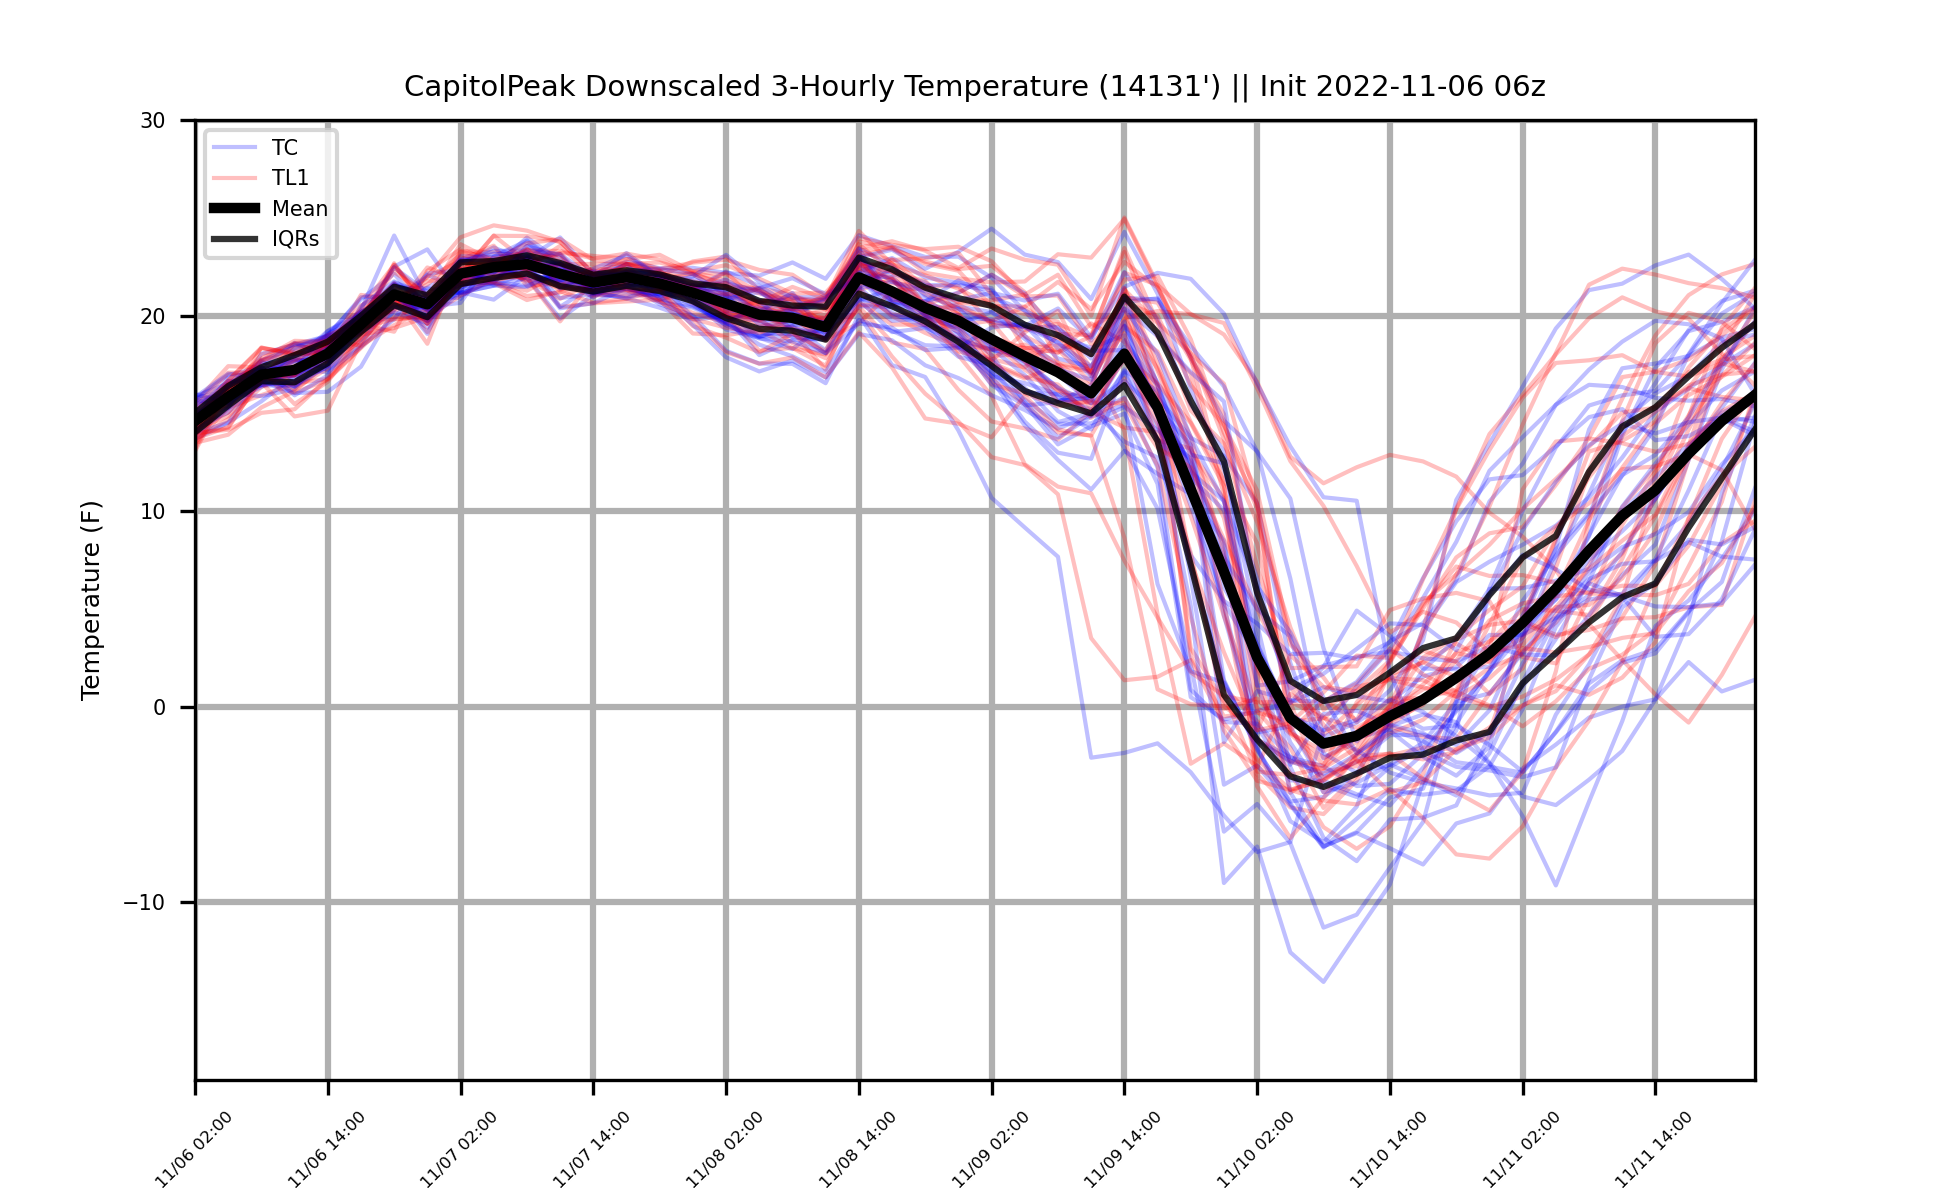 CapitolPeak Downscaled 3-Hourly Temperature (14131') || Init 2022-11-06 06z
30
20
10
0
−10
Temperature (F)
TC
TL1
Mean
IQRs
11/06 02:00
11/06 14:00
11/07 02:00
11/07 14:00
11/08 02:00
11/08 14:00
11/09 02:00
11/09 14:00
11/10 02:00
11/10 14:00
11/11 02:00
11/11 14:00